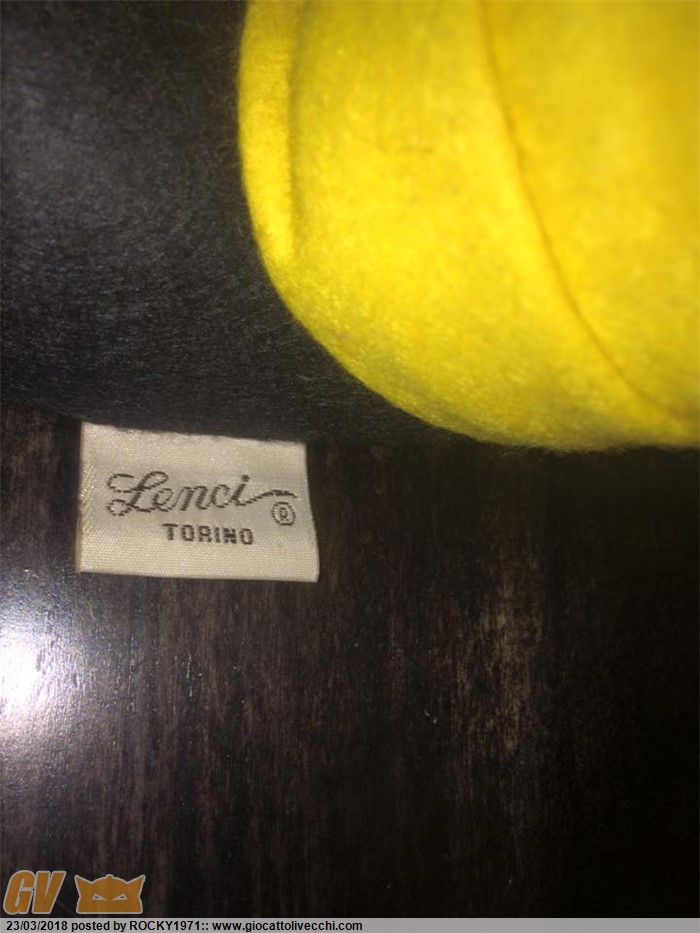 Lenci ®
TORINO
GV
23/03/2018 posted by ROCKY1971:: www.giocattolivecchi.com